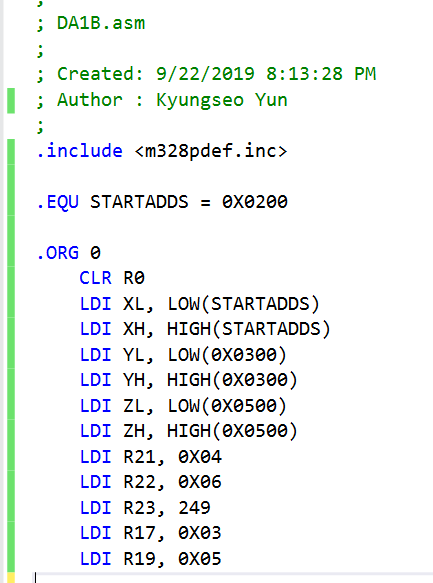 ;
; DA1B.asm
;
; Created: 9/22/2019 8:13:28 PM
; Author : Kyungseo Yun
;
.include <m328pdef.inc>
.EQU STARTADDS = 0X0200
.ORG 0
CLR R0
LDI XL, LOW(STARTADDS)
LDI XH, HIGH(STARTADDS)
LDI YL, LOW(0X0300)
LDI YH, HIGH(0X0300)
LDI ZL, LOW(0X0500)
LDI ZH, HIGH(0X0500)
LDI R21, 0X04
LDI R22, 0X06
LDI R23, 249
LDI R17, 0X03
LDI R19, 0X05